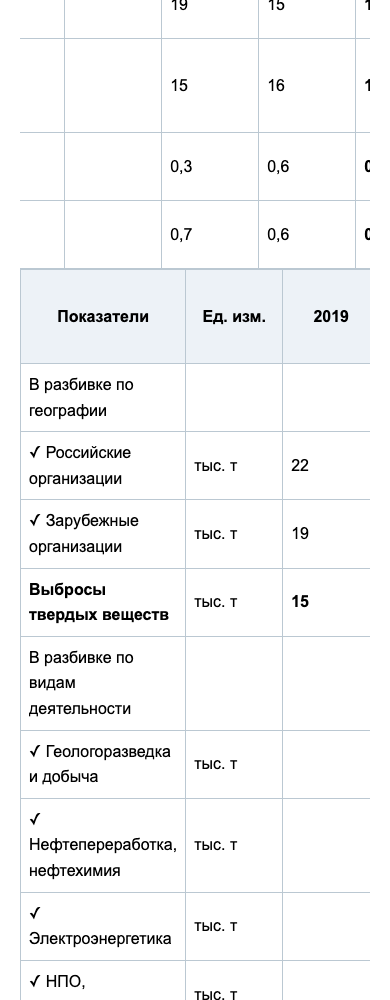 19 15
15 16
0,3 0,6
0,7 0,6
Показатели Ед. изм. 2019
В разбивке по
географии
✓ Российские
организации тыс. т 22
✓ Зарубежные
организации тыс. т 19
Выбросы
твердых веществ тыс. т 15
В разбивке по
видам
деятельности
✓ Геологоразведка
и добыча тыс. т
✓
Нефтепереработка, тыс. т
нефтехимия
✓
Электроэнергетика тыс. т
✓ НПО,
тыс. т